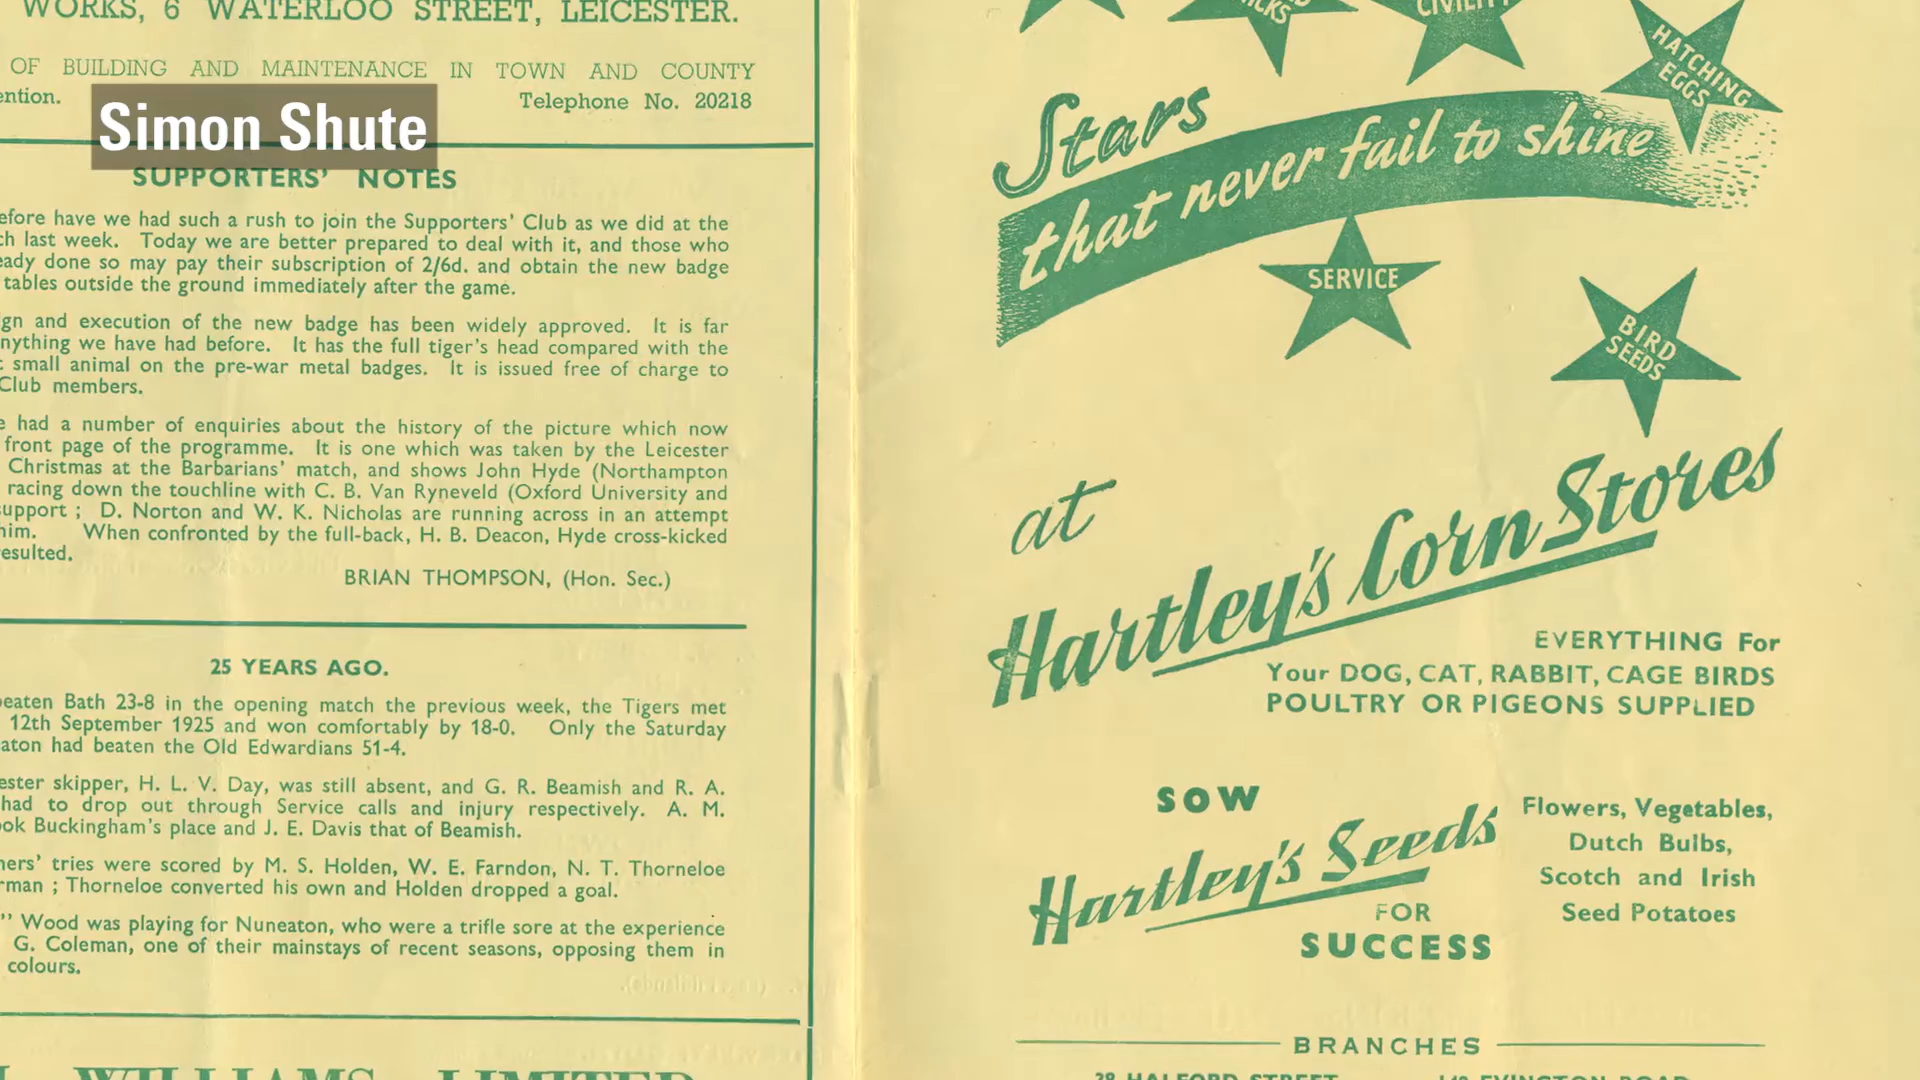 WORKS, 6 WATERLOO STREET, LEICESTER.
OF BUILDING AND MAINTENANCE IN TOWN AND COUNTY
Telephone No. 20218
Simon Shute
SUPPORTERS' NOTES
have we had such a rush to join the Supporters' Club as we did at the
last week. Today we are better prepared to deal with it, and those who
done so may pay their subscription of 2/6d. and obtain the new badge
tables outside the ground immediately after the game.
and execution of the new badge has been widely approved. It is far
we have had before. It has the full tiger's head compared with the
small animal on the pre-war metal badges. It is issued free of charge to
Club members.
had a number of enquiries about the history of the picture which now
front page of the programme. It is one which was taken by the Leicester
Christmas at the Barbarians' match, and shows John Hyde (Northampton
racing down the touchline with C. B. Van Ryneveld (Oxford University and
support ; D. Norton and W. K. Nicholas are running across in an attempt
him. When confronted by the full-back, H. B. Deacon, Hyde cross-kicked
resulted.
BRIAN THOMPSON, (Hon. Sec.)
25 YEARS AGO.
beaten Bath 23-8 in the opening match the previous week, the Tigers met
12th September 1925 and won comfortably by 18-0. Only the Saturday
had beaten the Old Edwardians 51-4.
skipper, H. L. V. Day, was still absent, and G. R. Beamish and R. A.
had to drop out through Service calls and injury respectively. A. M.
Buckingham's place and J. E. Davis that of Beamish.
tries were scored by M. S. Holden, W. E. Farndon, N. T. Thorneloe
; Thorneloe converted his own and Holden dropped a goal.
" Wood was playing for Nuneaton, who were a trifle sore at the experience
G. Coleman, one of their mainstays of recent seasons, opposing them in
colours.
WILLIAMS LIMITED
CIVILITY
HATCHING
EGGS
Stars
that never fail to shine
SERVICE
BIRD
SEEDS
at
Hartley's Corn Stores
EVERYTHING For
Your DOG, CAT, RABBIT, CAGE BIRDS
POULTRY OR PIGEONS SUPPLIED
SOW
Hartley's Seeds
FOR
SUCCESS
Flowers, Vegetables,
Dutch Bulbs,
Scotch and Irish
Seed Potatoes
BRANCHES
HALFORD STREET
EVINGTON ROAD